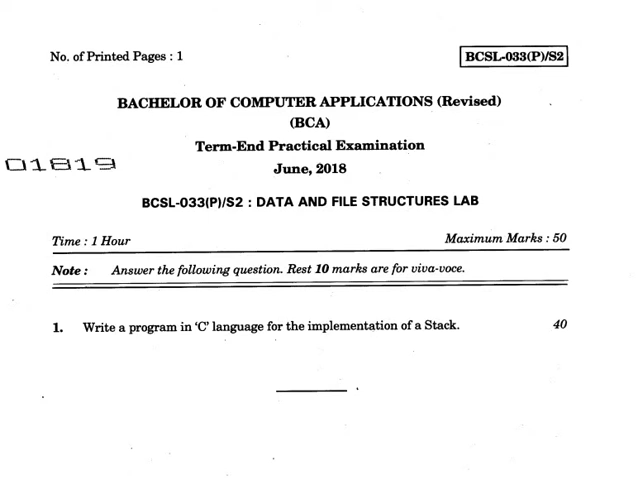 No. of Printed Pages : 1
BCSL-033(P)/S2
BACHELOR OF COMPUTER APPLICATIONS (Revised)
(BCA)
Term-End Practical Examination
01819
June, 2018
BCSL-033(P)/S2 : DATA AND FILE STRUCTURES LAB
Time : 1 Hour
Maximum Marks : 50
Note : Answer the following question. Rest 10 marks are for viva-voce.
1. Write a program in 'C' language for the implementation of a Stack. 40